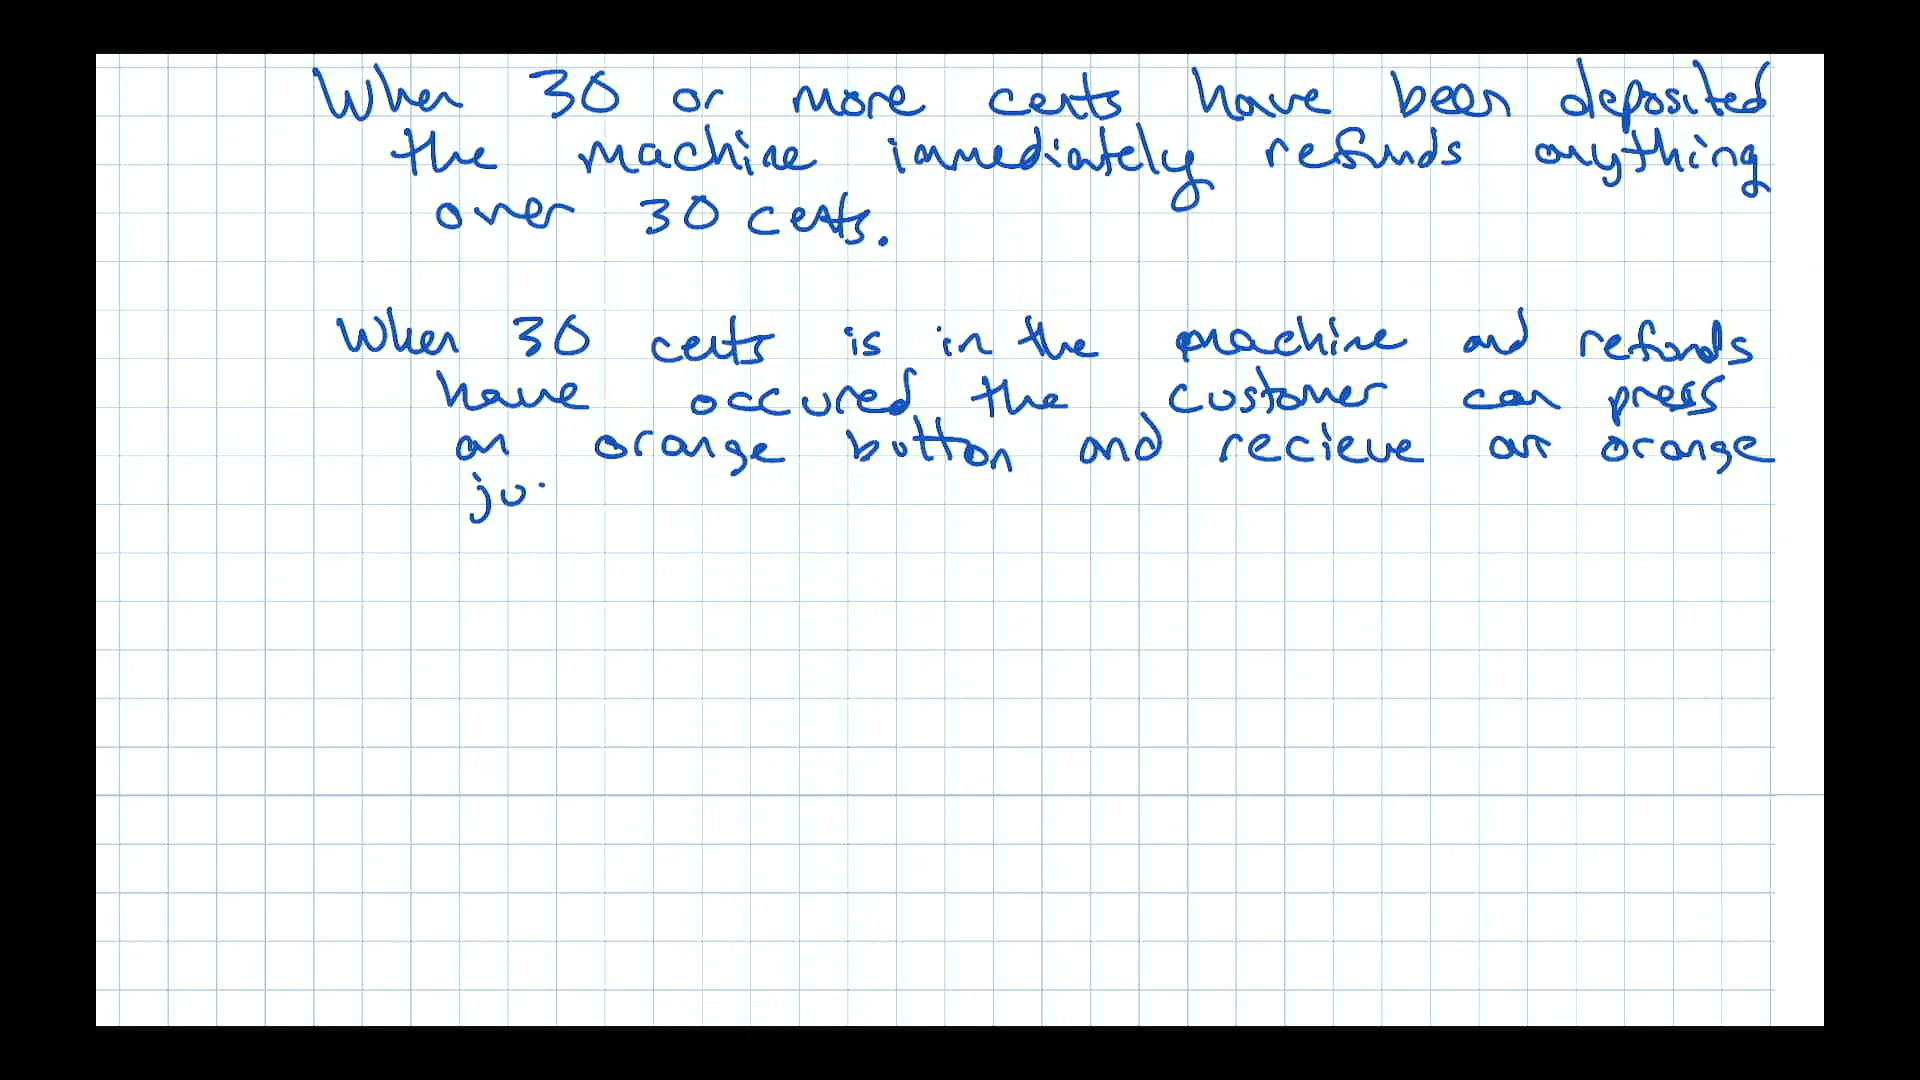 When 30 or more cents have been deposited
the machine immediately refunds anything
over 30 cents.
When 30 cents is in the machine and refunds
have occured the customer can press
an orange button and recieve an orange
jui